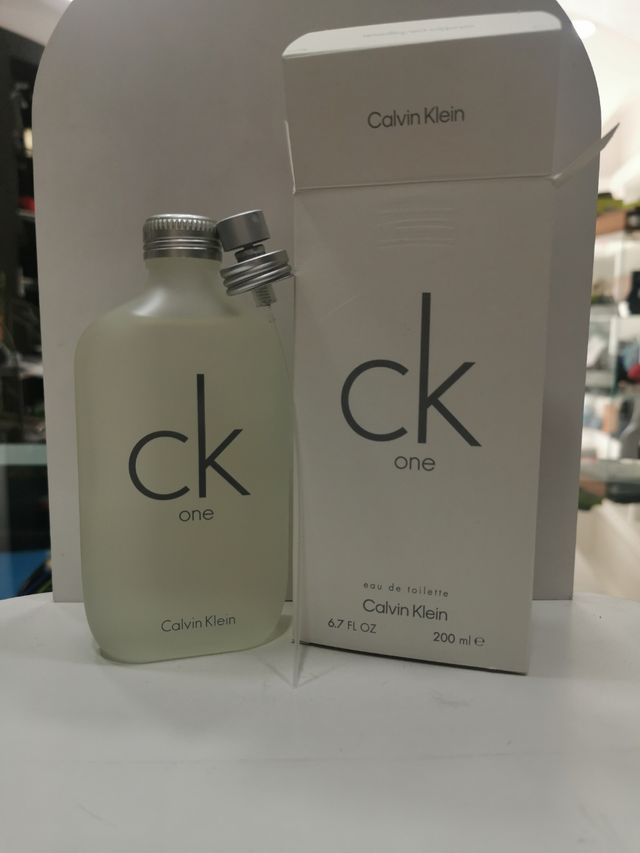 ck
one
Calvin Klein
Calvin Klein
ck
one
eau de toilette
Calvin Klein
6.7 FL OZ 200 ml ℮